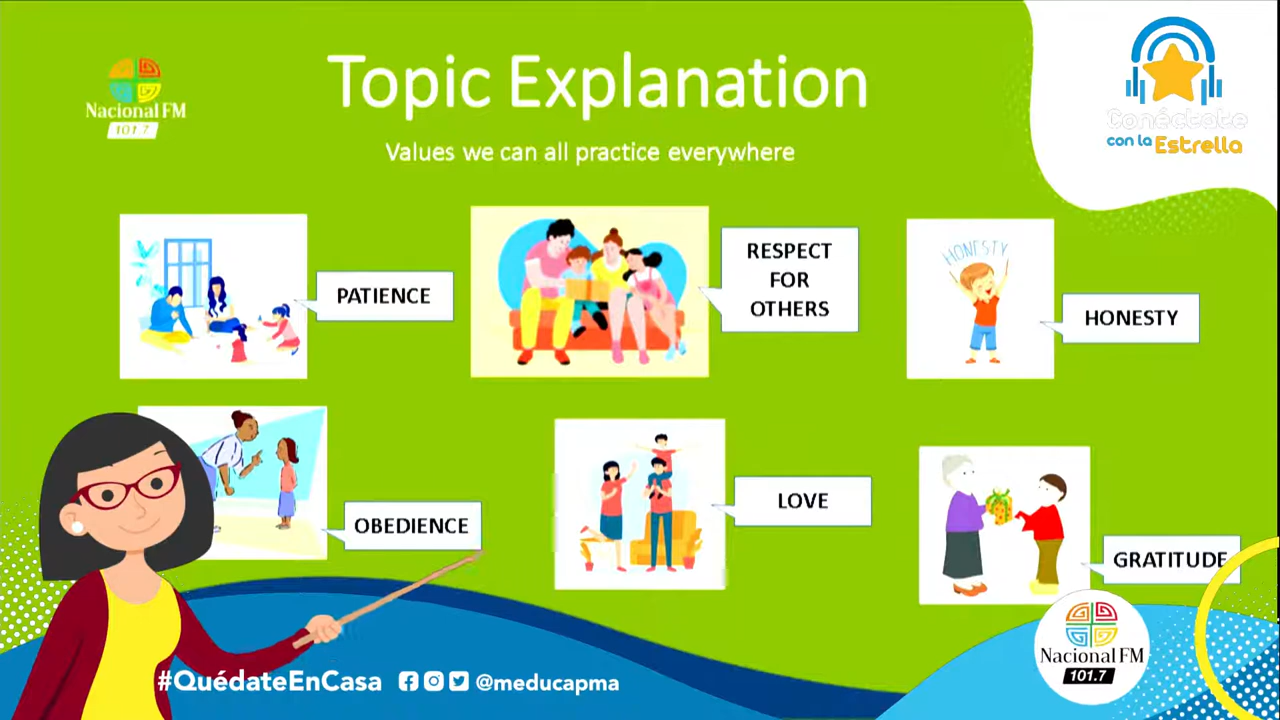 Topic Explanation
Values we can all practice everywhere
Nacional FM
101.7
Conéctate
con la Estrella
PATIENCE
RESPECT
FOR
OTHERS
HONESTY
HONESTY
OBEDIENCE
LOVE
GRATITUDE
#QuédateEnCasa @meducapma
Nacional FM
101.7